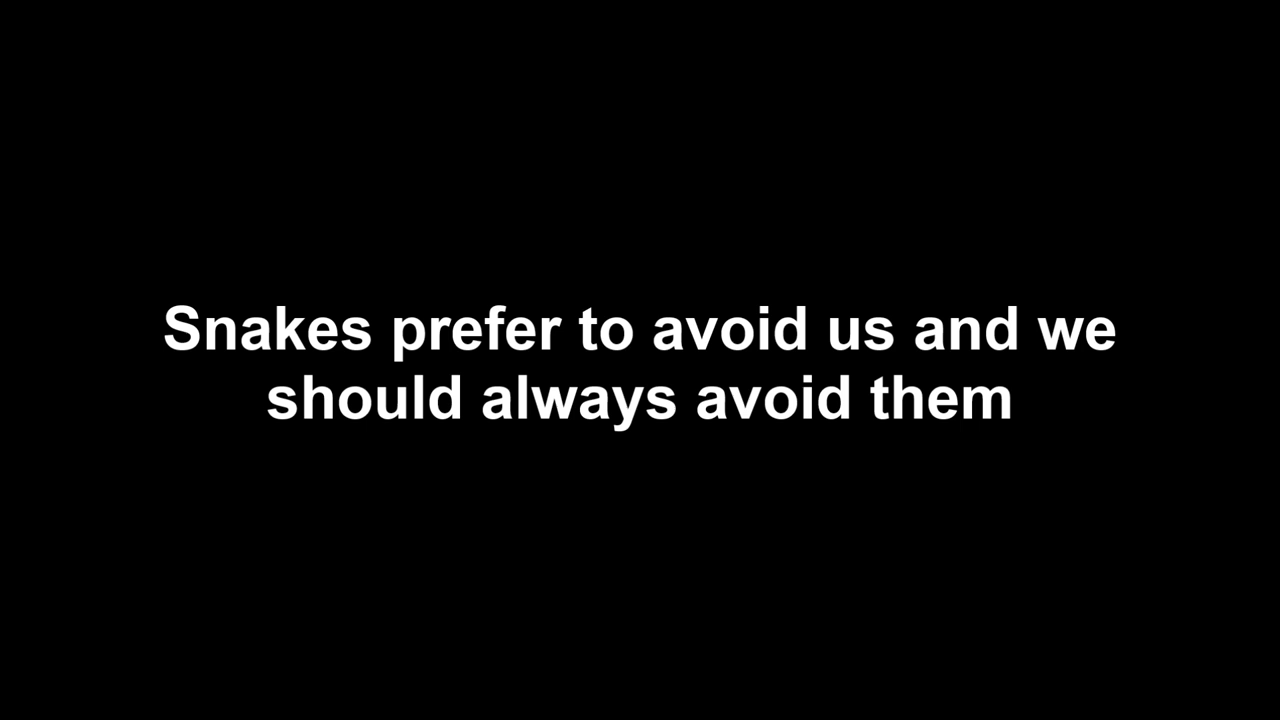 Snakes prefer to avoid us and we
should always avoid them